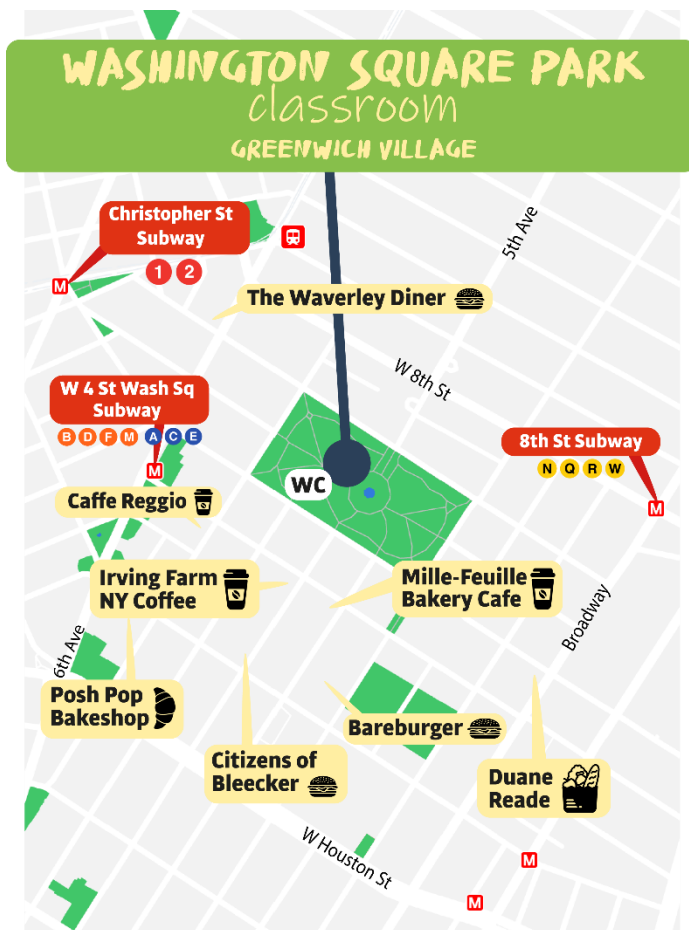 WASHINGTON SQUARE PARK
classroom
GREENWICH VILLAGE
Christopher St
Subway
1 2
M
5th Ave
The Waverley Diner
W 8th St
W 4 St Wash Sq
Subway
B D F M A C E
M
8th St Subway
N Q R W
M
WC
Caffe Reggio
Irving Farm
NY Coffee
Mille-Feuille
Bakery Cafe
Broadway
6th Ave
Posh Pop
Bakeshop
Bareburger
Citizens of
Bleecker
Duane
Reade
W Houston St
M
M